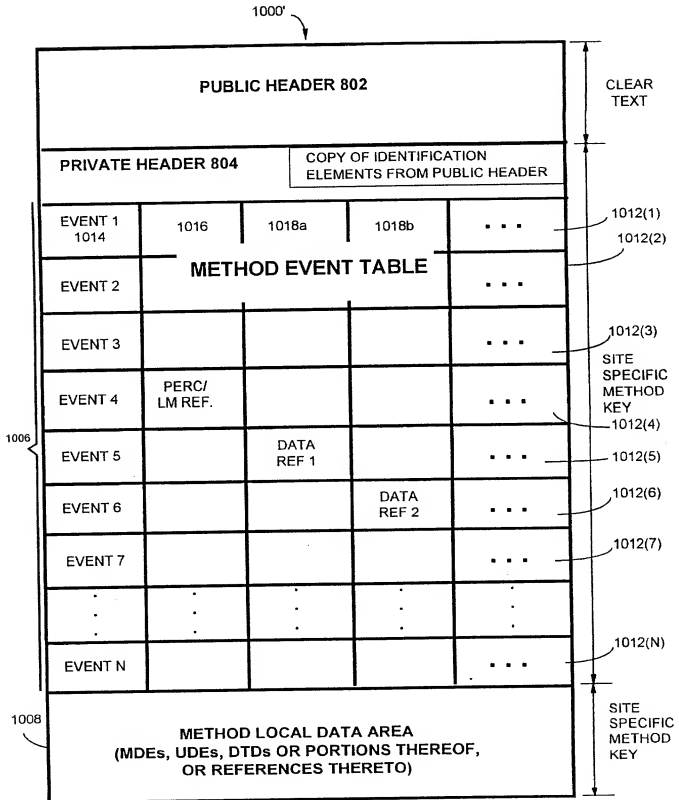 1000'
PUBLIC HEADER 802
CLEAR
TEXT
PRIVATE HEADER 804
COPY OF IDENTIFICATION
ELEMENTS FROM PUBLIC HEADER
EVENT 1
1014
1016
1018a
1018b
. . .
1012(1)
1012(2)
METHOD EVENT TABLE
EVENT 2
. . .
EVENT 3
. . .
1012(3)
SITE
SPECIFIC
METHOD
KEY
EVENT 4
PERC/
LM REF.
. . .
1012(4)
1006
EVENT 5
DATA
REF 1
. . .
1012(5)
EVENT 6
DATA
REF 2
. . .
1012(6)
EVENT 7
. . .
1012(7)
EVENT N
. . .
1012(N)
1008
METHOD LOCAL DATA AREA
(MDEs, UDEs, DTDs OR PORTIONS THEREOF,
OR REFERENCES THERETO)
SITE
SPECIFIC
METHOD
KEY